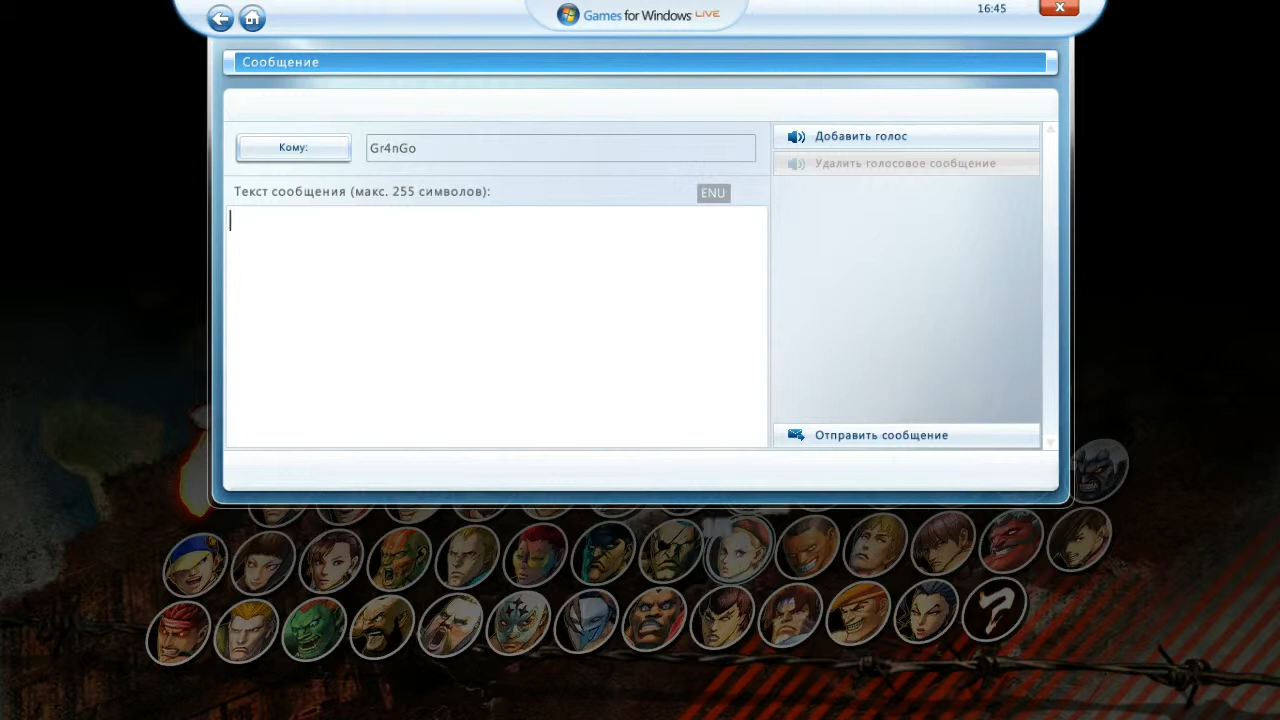 Games for Windows LIVE
16:45
Сообщение
Кому:
Gr4nGo
Добавить голос
Удалить голосовое сообщение
Текст сообщения (макс. 255 символов):
ENU
Отправить сообщение